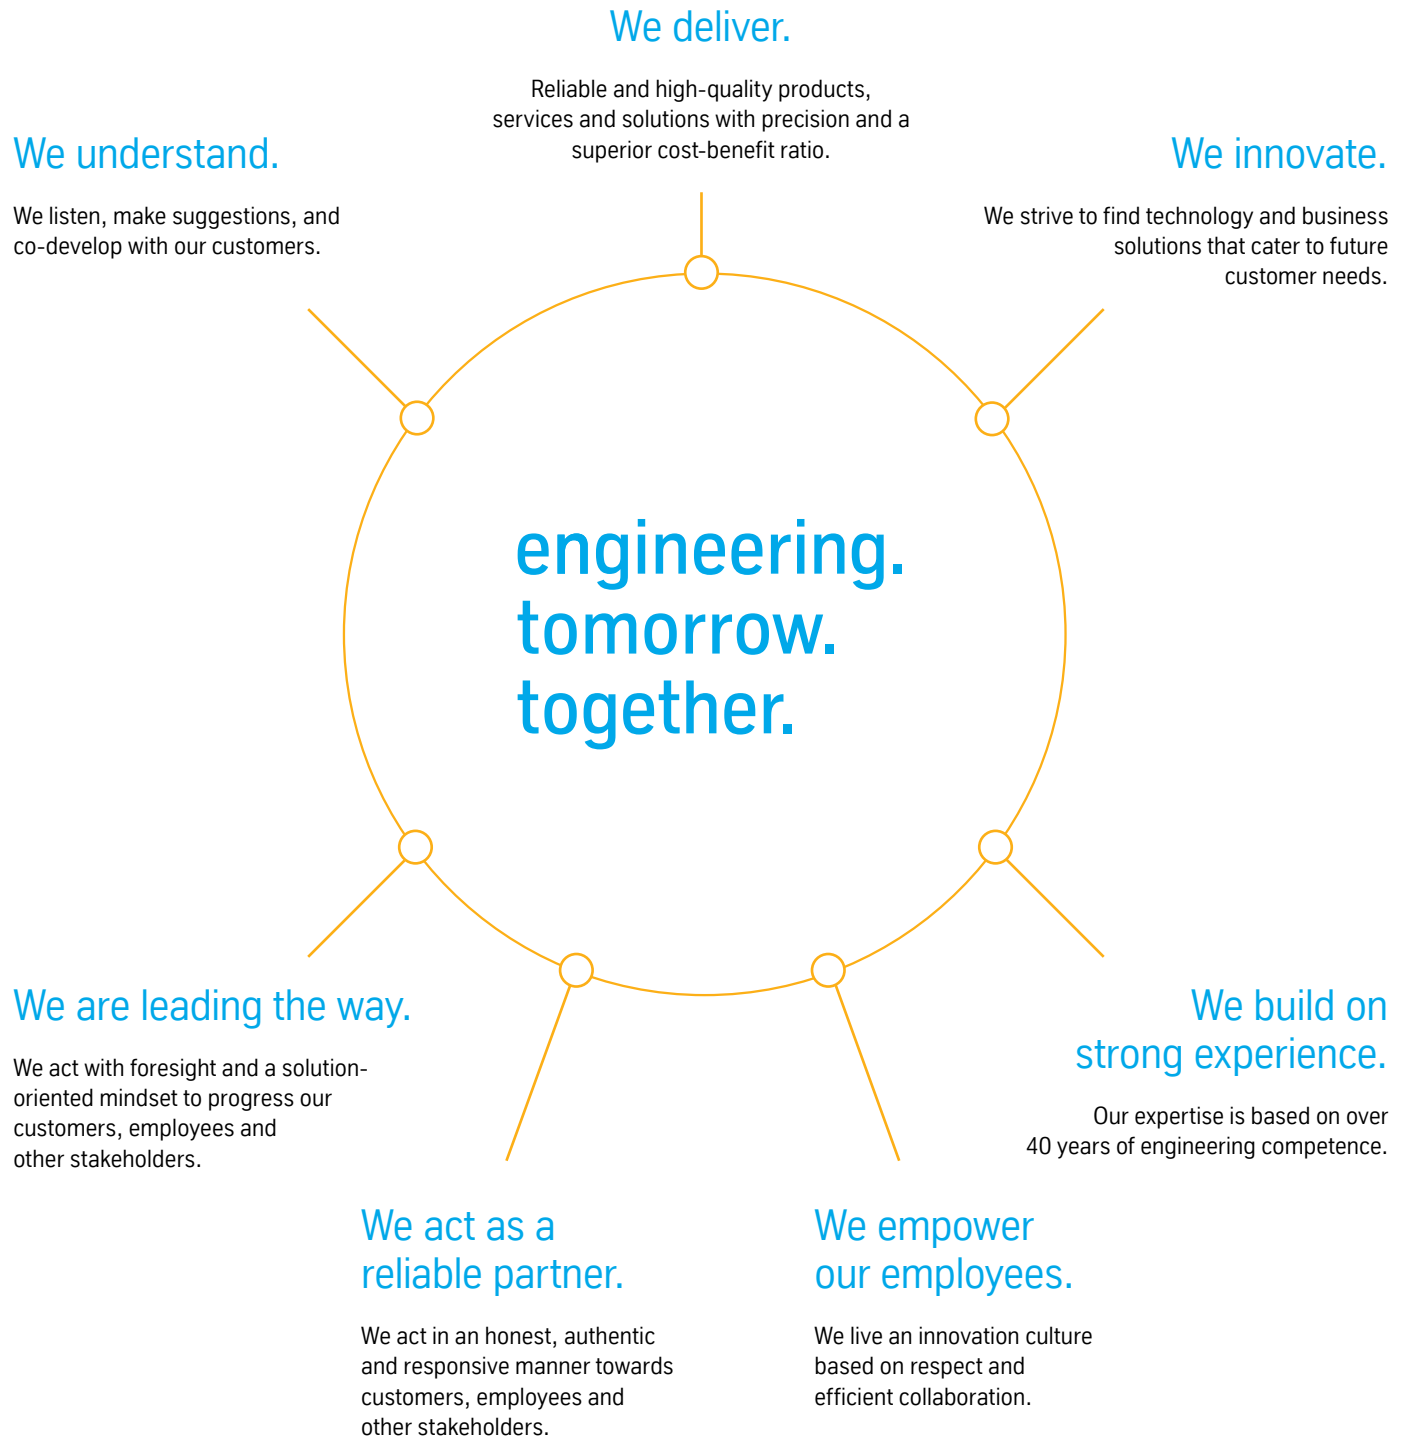 We deliver.
Reliable and high-quality products,
services and solutions with precision and a
superior cost-benefit ratio.
We understand.
We listen, make suggestions, and
co-develop with our customers.
We innovate.
We strive to find technology and business
solutions that cater to future
customer needs.
engineering.
tomorrow.
together.
We are leading the way.
We act with foresight and a solution-
oriented mindset to progress our
customers, employees and
other stakeholders.
We build on
strong experience.
Our expertise is based on over
40 years of engineering competence.
We act as a
reliable partner.
We act in an honest, authentic
and responsive manner towards
customers, employees and
other stakeholders.
We empower
our employees.
We live an innovation culture
based on respect and
efficient collaboration.